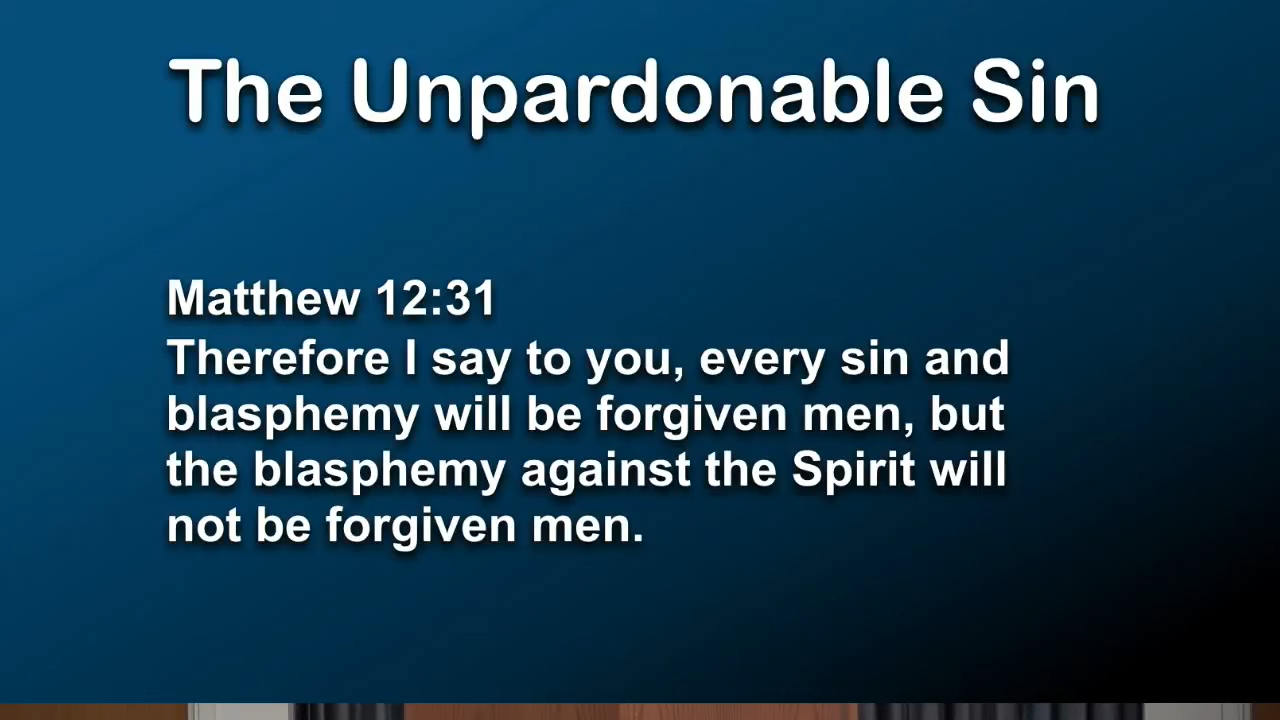 The Unpardonable Sin
Matthew 12:31
Therefore I say to you, every sin and
blasphemy will be forgiven men, but
the blasphemy against the Spirit will
not be forgiven men.